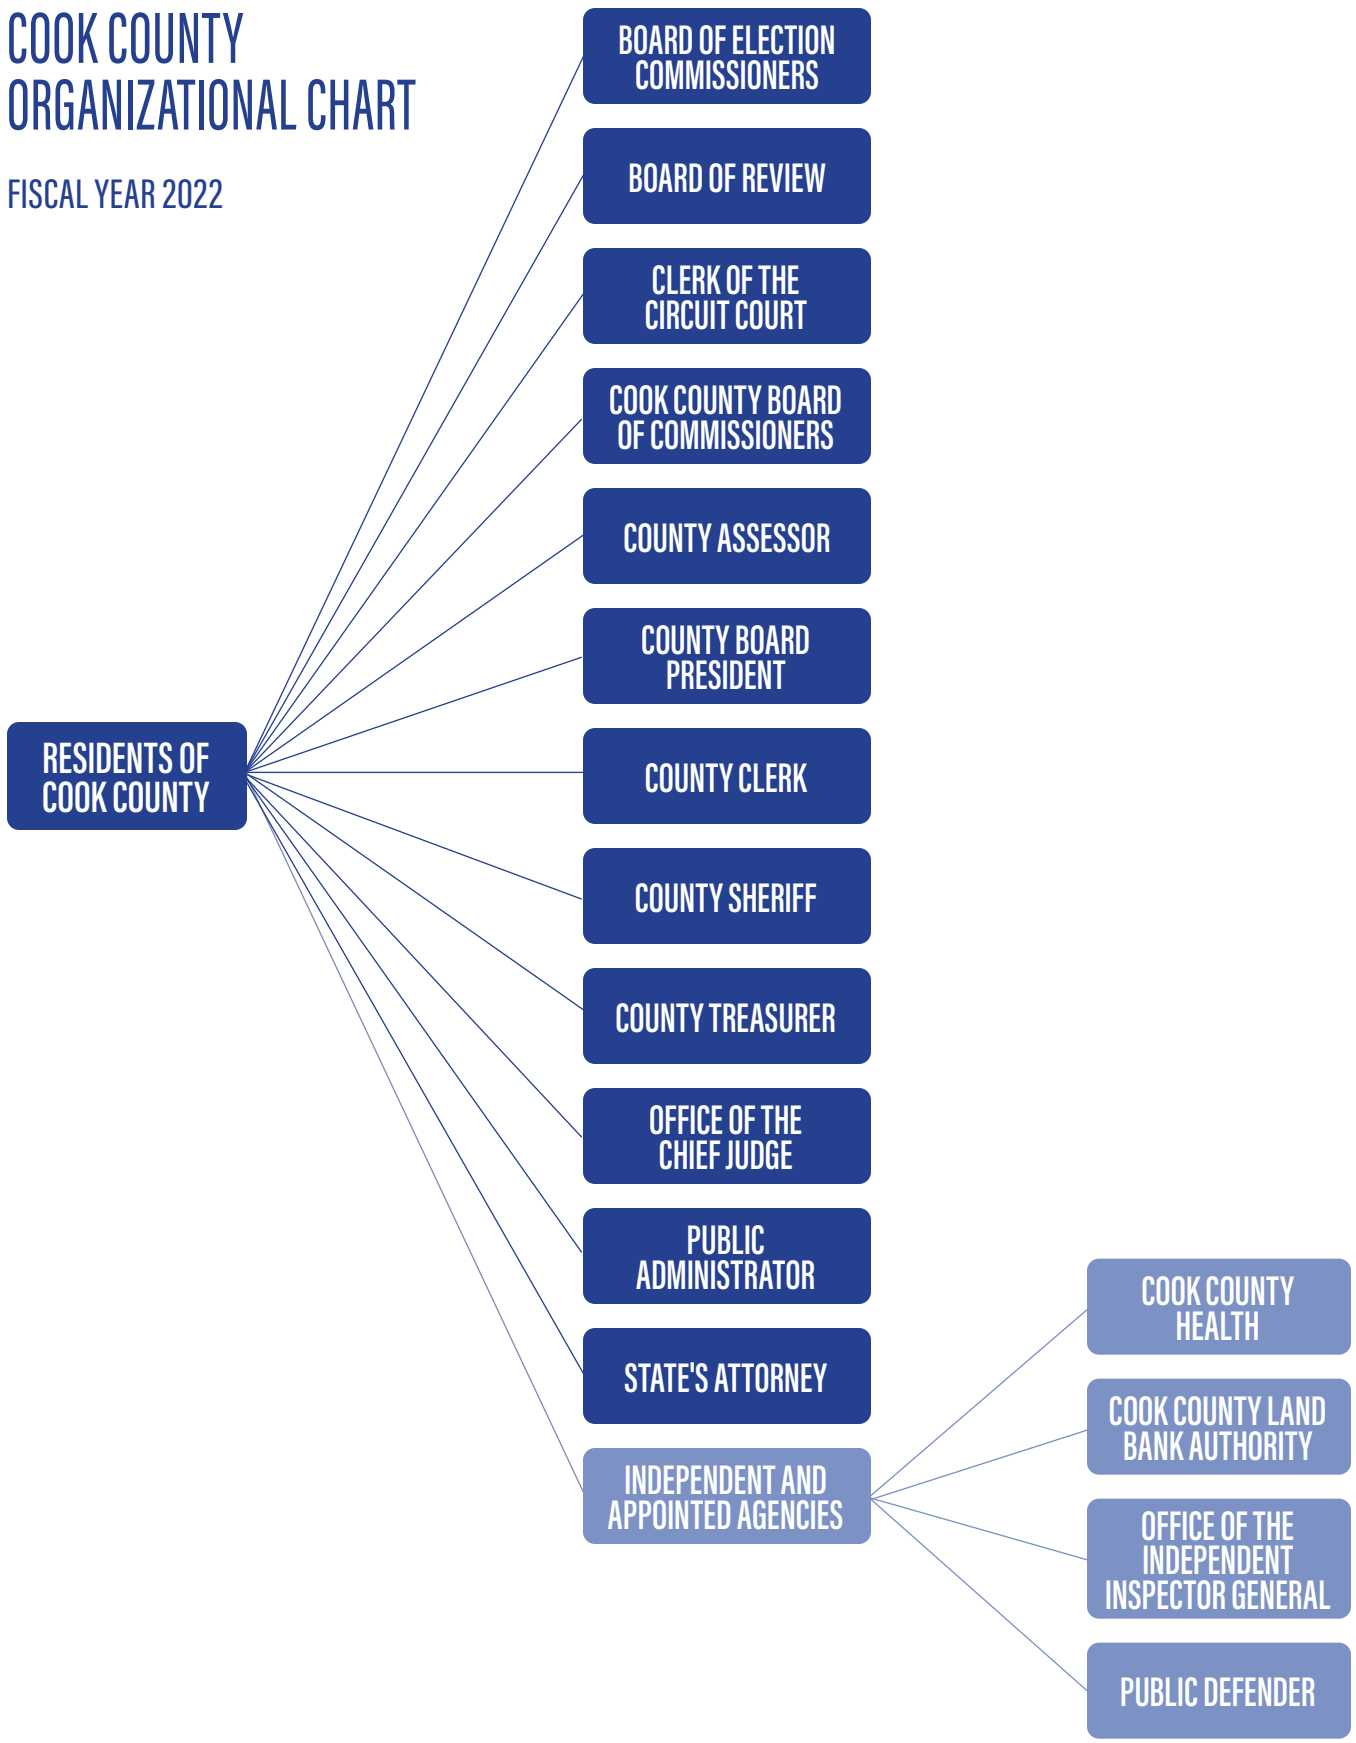 COOK COUNTY
ORGANIZATIONAL CHART
FISCAL YEAR 2022
RESIDENTS OF
COOK COUNTY
BOARD OF ELECTION
COMMISSIONERS
BOARD OF REVIEW
CLERK OF THE
CIRCUIT COURT
COOK COUNTY BOARD
OF COMMISSIONERS
COUNTY ASSESSOR
COUNTY BOARD
PRESIDENT
COUNTY CLERK
COUNTY SHERIFF
COUNTY TREASURER
OFFICE OF THE
CHIEF JUDGE
PUBLIC
ADMINISTRATOR
STATE'S ATTORNEY
INDEPENDENT AND
APPOINTED AGENCIES
COOK COUNTY
HEALTH
COOK COUNTY LAND
BANK AUTHORITY
OFFICE OF THE
INDEPENDENT
INSPECTOR GENERAL
PUBLIC DEFENDER